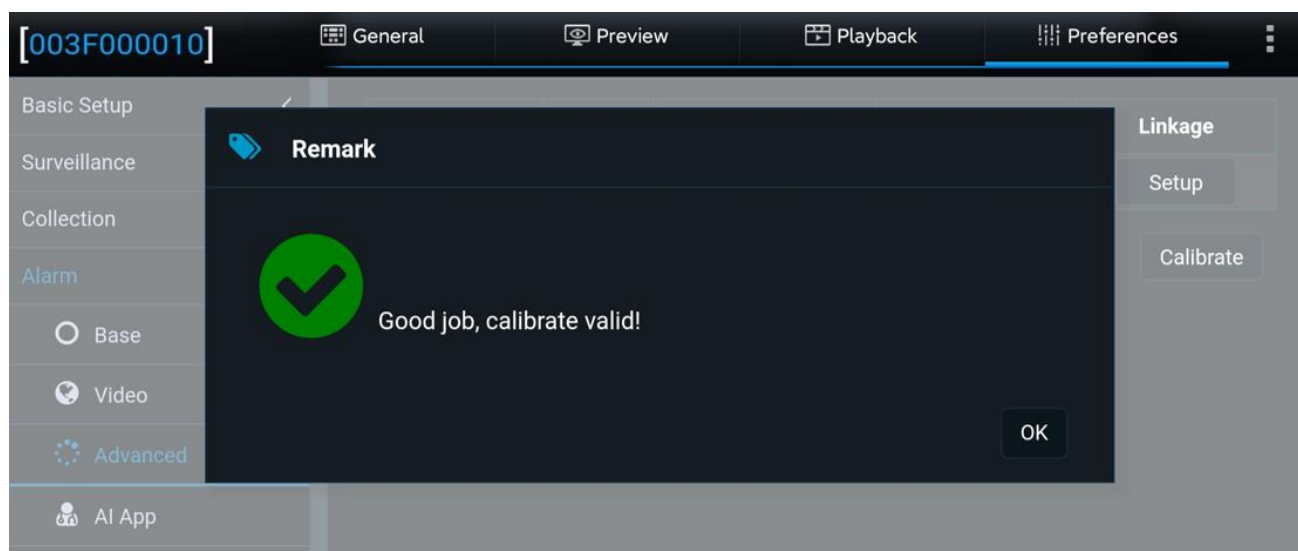 [003F000010]
General
Preview
Playback
Preferences
Basic Setup
Surveillance
Collection
Alarm
Base
Video
Advanced
AI App
Remark
Good job, calibrate valid!
OK
Linkage
Setup
Calibrate